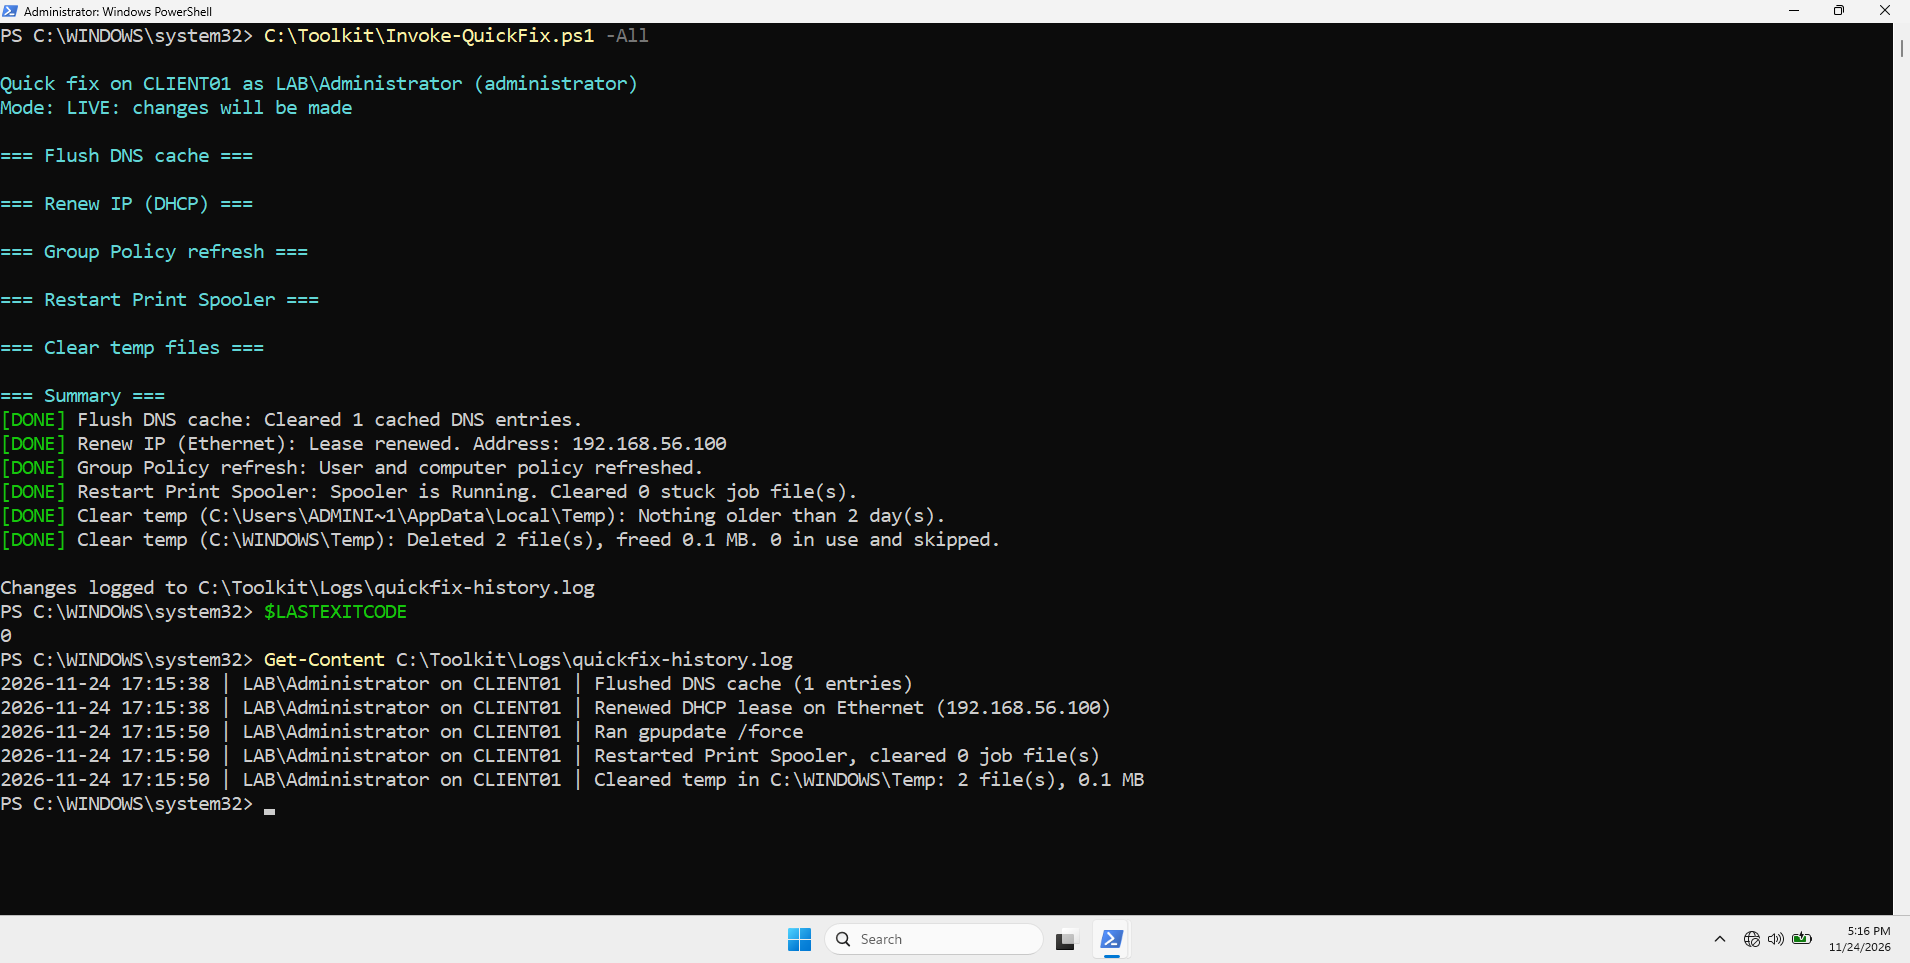 Administrator: Windows PowerShell
PS C:\WINDOWS\system32> C:\Toolkit\Invoke-QuickFix.ps1 -All
Quick fix on CLIENT01 as LAB\Administrator (administrator)
Mode: LIVE: changes will be made
=== Flush DNS cache ===
=== Renew IP (DHCP) ===
=== Group Policy refresh ===
=== Restart Print Spooler ===
=== Clear temp files ===
=== Summary ===
[DONE] Flush DNS cache: Cleared 1 cached DNS entries.
[DONE] Renew IP (Ethernet): Lease renewed. Address: 192.168.56.100
[DONE] Group Policy refresh: User and computer policy refreshed.
[DONE] Restart Print Spooler: Spooler is Running. Cleared 0 stuck job file(s).
[DONE] Clear temp (C:\Users\ADMINI~1\AppData\Local\Temp): Nothing older than 2 day(s).
[DONE] Clear temp (C:\WINDOWS\Temp): Deleted 2 file(s), freed 0.1 MB. 0 in use and skipped.
Changes logged to C:\Toolkit\Logs\quickfix-history.log
PS C:\WINDOWS\system32> $LASTEXITCODE
0
PS C:\WINDOWS\system32> Get-Content C:\Toolkit\Logs\quickfix-history.log
2026-11-24 17:15:38 | LAB\Administrator on CLIENT01 | Flushed DNS cache (1 entries)
2026-11-24 17:15:38 | LAB\Administrator on CLIENT01 | Renewed DHCP lease on Ethernet (192.168.56.100)
2026-11-24 17:15:50 | LAB\Administrator on CLIENT01 | Ran gpupdate /force
2026-11-24 17:15:50 | LAB\Administrator on CLIENT01 | Restarted Print Spooler, cleared 0 job file(s)
2026-11-24 17:15:50 | LAB\Administrator on CLIENT01 | Cleared temp in C:\WINDOWS\Temp: 2 file(s), 0.1 MB
PS C:\WINDOWS\system32>
Search
5:16 PM
11/24/2026